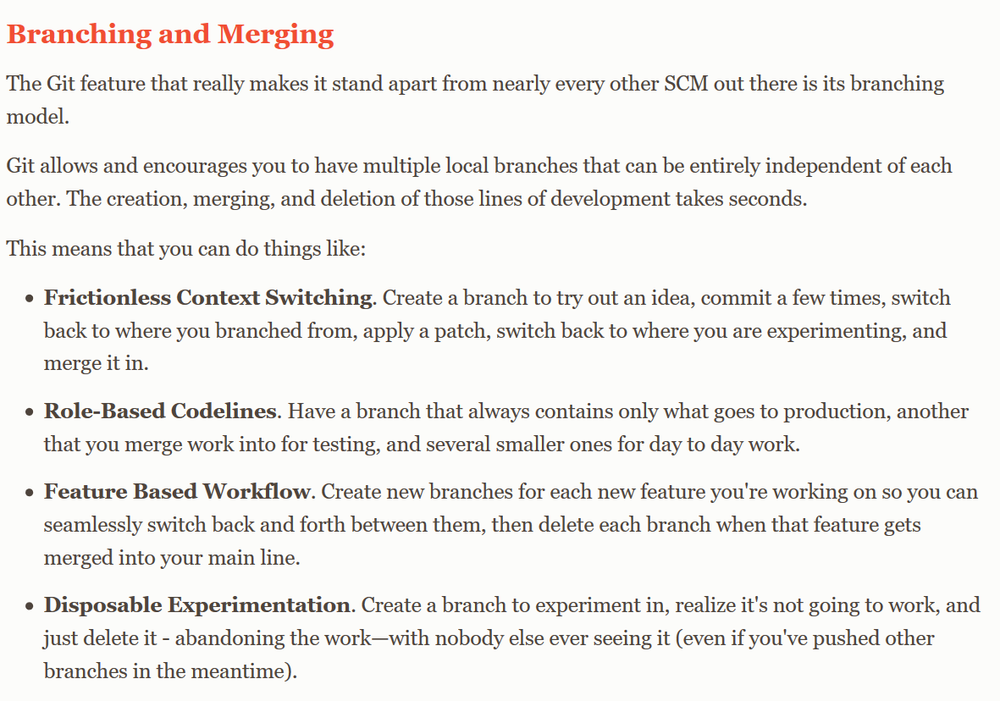 Branching and Merging
The Git feature that really makes it stand apart from nearly every other SCM out there is its branching
model.
Git allows and encourages you to have multiple local branches that can be entirely independent of each
other. The creation, merging, and deletion of those lines of development takes seconds.
This means that you can do things like:
• Frictionless Context Switching. Create a branch to try out an idea, commit a few times, switch
back to where you branched from, apply a patch, switch back to where you are experimenting, and
merge it in.
• Role-Based Codelines. Have a branch that always contains only what goes to production, another
that you merge work into for testing, and several smaller ones for day to day work.
• Feature Based Workflow. Create new branches for each new feature you're working on so you can
seamlessly switch back and forth between them, then delete each branch when that feature gets
merged into your main line.
• Disposable Experimentation. Create a branch to experiment in, realize it's not going to work, and
just delete it - abandoning the work—with nobody else ever seeing it (even if you've pushed other
branches in the meantime).